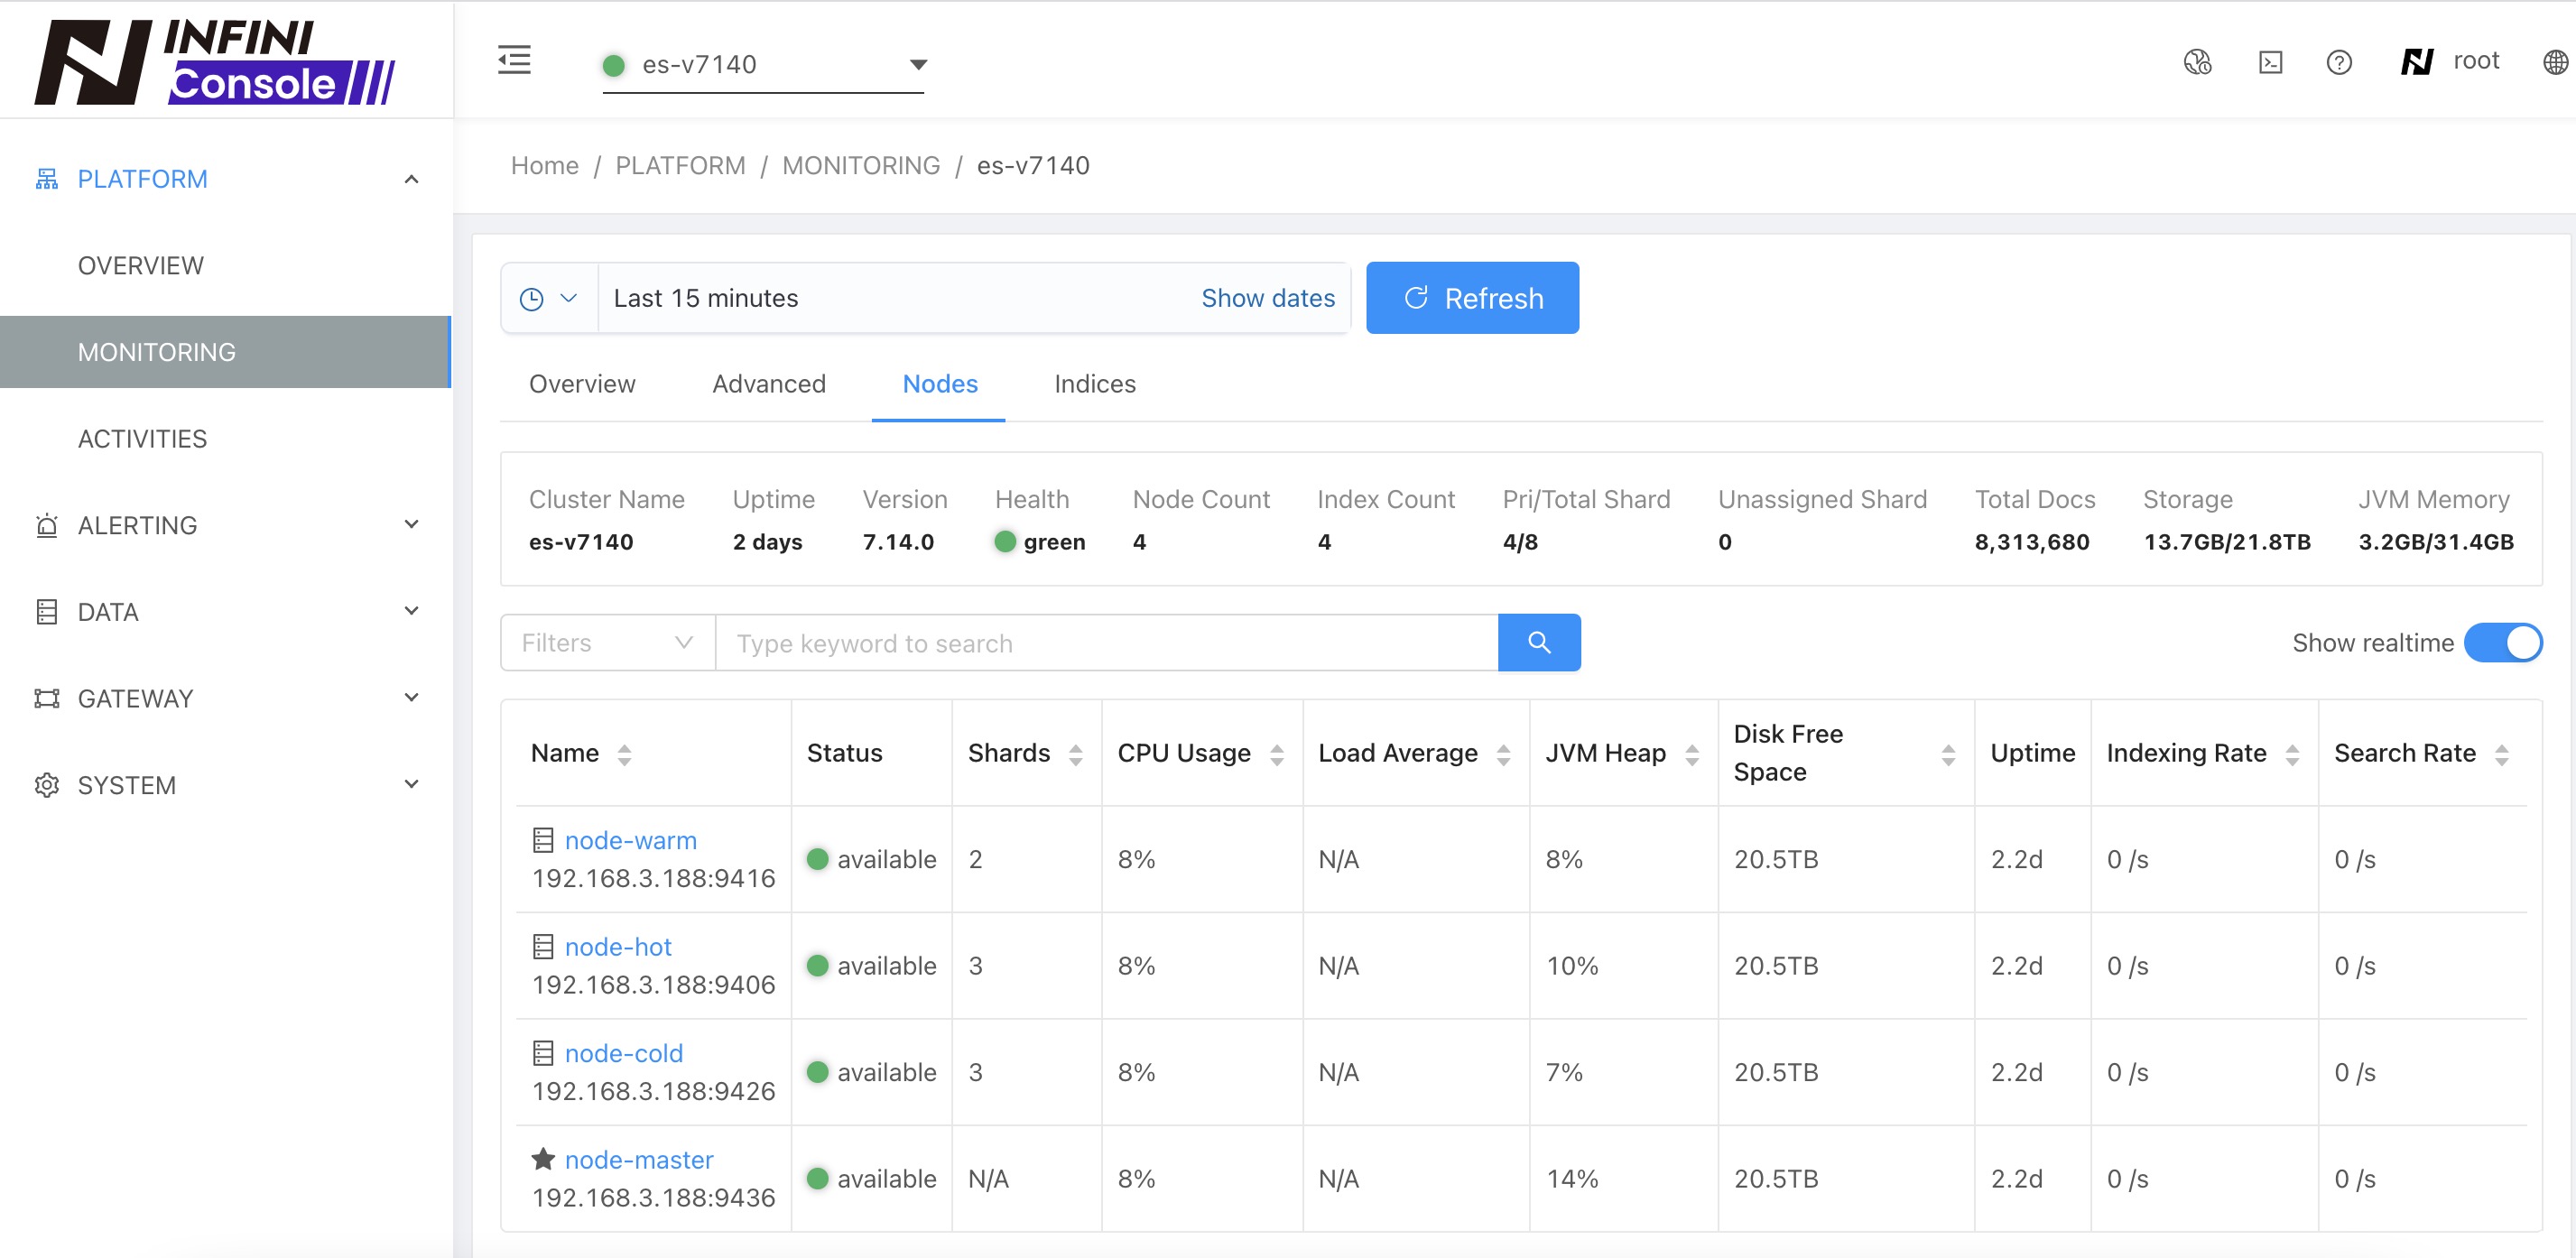 INFINI
Console
es-v7140
root
PLATFORM
OVERVIEW
MONITORING
ACTIVITIES
ALERTING
DATA
GATEWAY
SYSTEM
Home / PLATFORM / MONITORING / es-v7140
Last 15 minutes Show dates Refresh
Overview Advanced Nodes Indices
Cluster Name Uptime Version Health Node Count Index Count Pri/Total Shard Unassigned Shard Total Docs Storage JVM Memory
es-v7140 2 days 7.14.0 green 4 4 4/8 0 8,313,680 13.7GB/21.8TB 3.2GB/31.4GB
Filters Type keyword to search Show realtime
Name Status Shards CPU Usage Load Average JVM Heap Disk Free Space Uptime Indexing Rate Search Rate
node-warm
192.168.3.188:9416 available 2 8% N/A 8% 20.5TB 2.2d 0 /s 0 /s
node-hot
192.168.3.188:9406 available 3 8% N/A 10% 20.5TB 2.2d 0 /s 0 /s
node-cold
192.168.3.188:9426 available 3 8% N/A 7% 20.5TB 2.2d 0 /s 0 /s
node-master
192.168.3.188:9436 available N/A 8% N/A 14% 20.5TB 2.2d 0 /s 0 /s